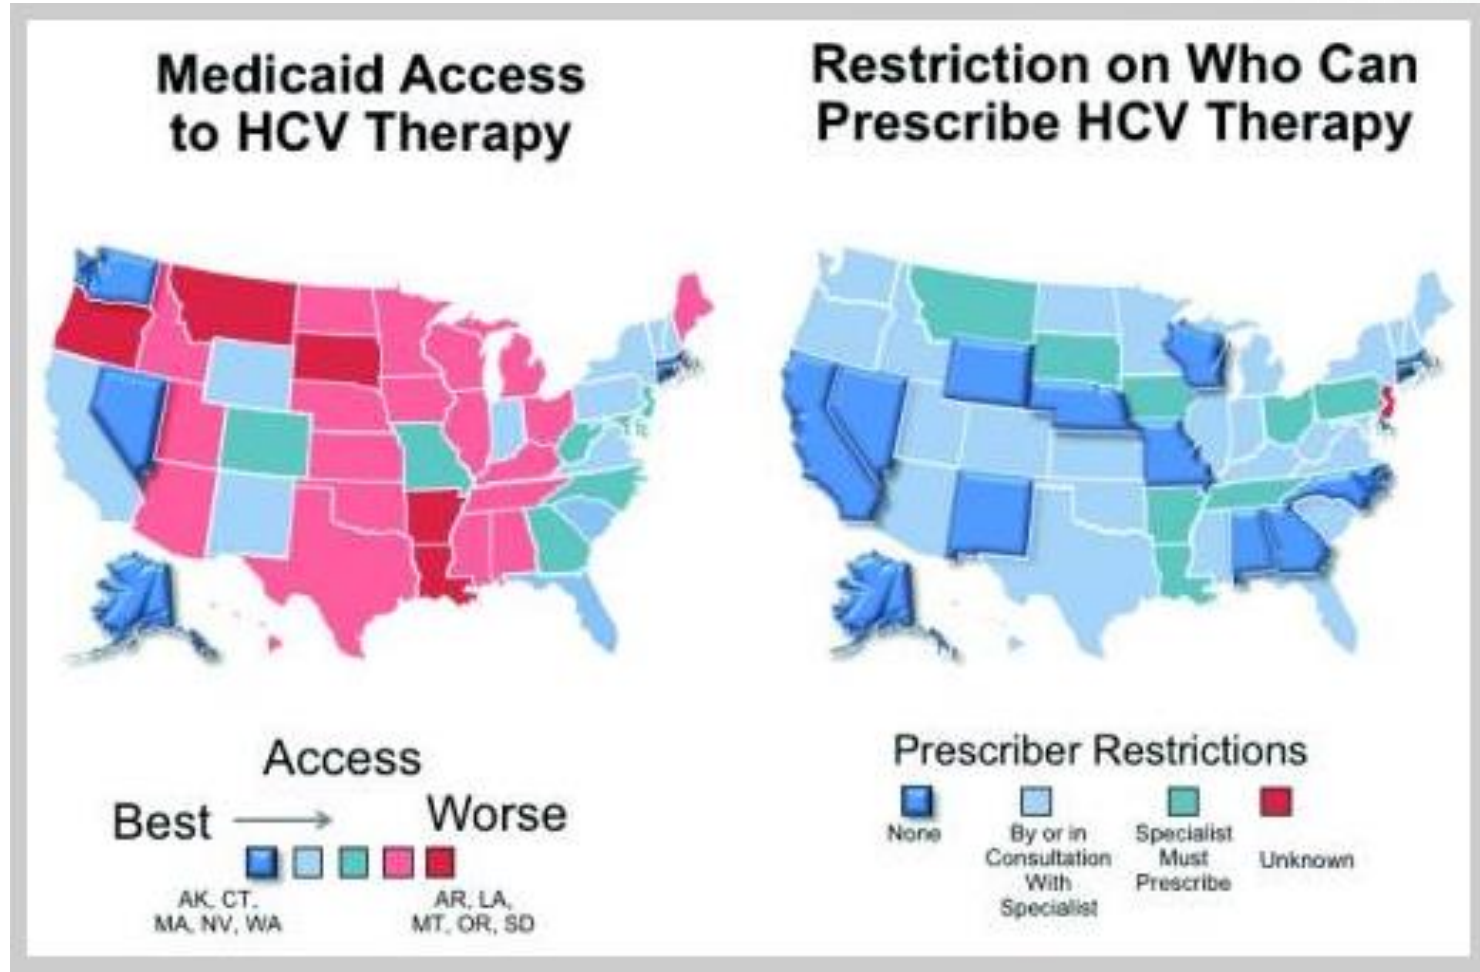 Medicaid Access
to HCV Therapy
Restriction on Who Can
Prescribe HCV Therapy
Access
Best
Worse
AK, CT,
MA, NV, WA
AR, LA,
MT, OR, SD
Prescriber Restrictions
None
By or in
Consultation
With
Specialist
Specialist
Must
Prescribe
Unknown